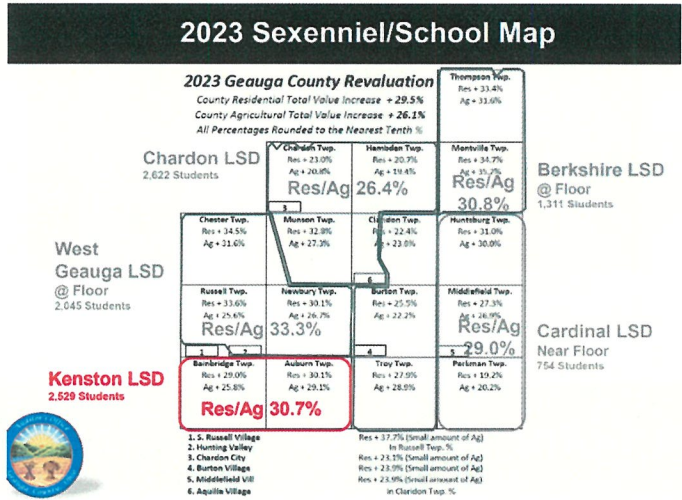 2023 Sexenniel/School Map
2023 Geauga County Revaluation
County Residential Total Value Increase + 29.5%
County Agricultural Total Value Increase + 26.1%
All Percentages Rounded to the Nearest Tenth %
Thompson Twp.
Res + 33.4%
Ag + 31.6%
Chardon LSD
2,622 Students
Chardon Twp.
Res + 23.0%
Ag + 20.8%
Hambden Twp.
Res + 20.7%
Ag + 19.4%
Res/Ag 26.4%
3
Montville Twp.
Res + 34.7%
Ag + 35.2%
Res/Ag
30.8%
Berkshire LSD
@ Floor
1,311 Students
West
Geauga LSD
@ Floor
2,045 Students
Chester Twp.
Res + 34.5%
Ag + 31.6%
Munson Twp.
Res + 32.8%
Ag + 27.3%
Claridon Twp.
Res + 22.4%
Ag + 23.8%
6
Huntsburg Twp.
Res + 31.0%
Ag + 30.0%
Russell Twp.
Res + 33.6%
Ag + 25.6%
Newbury Twp.
Res + 30.1%
Ag + 26.7%
Res/Ag 33.3%
1
2
Burton Twp.
Res + 25.5%
Ag + 22.2%
4
Middlefield Twp.
Res + 27.3%
Ag + 26.9%
Res/Ag
5
29.0%
Cardinal LSD
Near Floor
754 Students
Kenston LSD
2,529 Students
Bainbridge Twp.
Res + 29.0%
Ag + 25.8%
Auburn Twp.
Res + 30.1%
Ag + 29.1%
Res/Ag 30.7%
Troy Twp.
Res + 27.9%
Ag + 28.9%
Parkman Twp.
Res + 19.2%
Ag + 20.2%
1. S. Russell Village Res + 37.7% (Small amount of Ag)
2. Hunting Valley In Russell Twp. %
3. Chardon City Res + 23.1% (Small amount of Ag)
4. Burton Village Res + 23.9% (Small amount of Ag)
5. Middlefield Vill Res + 23.9% (Small amount of Ag)
6. Aquilla Village in Claridon Twp. %